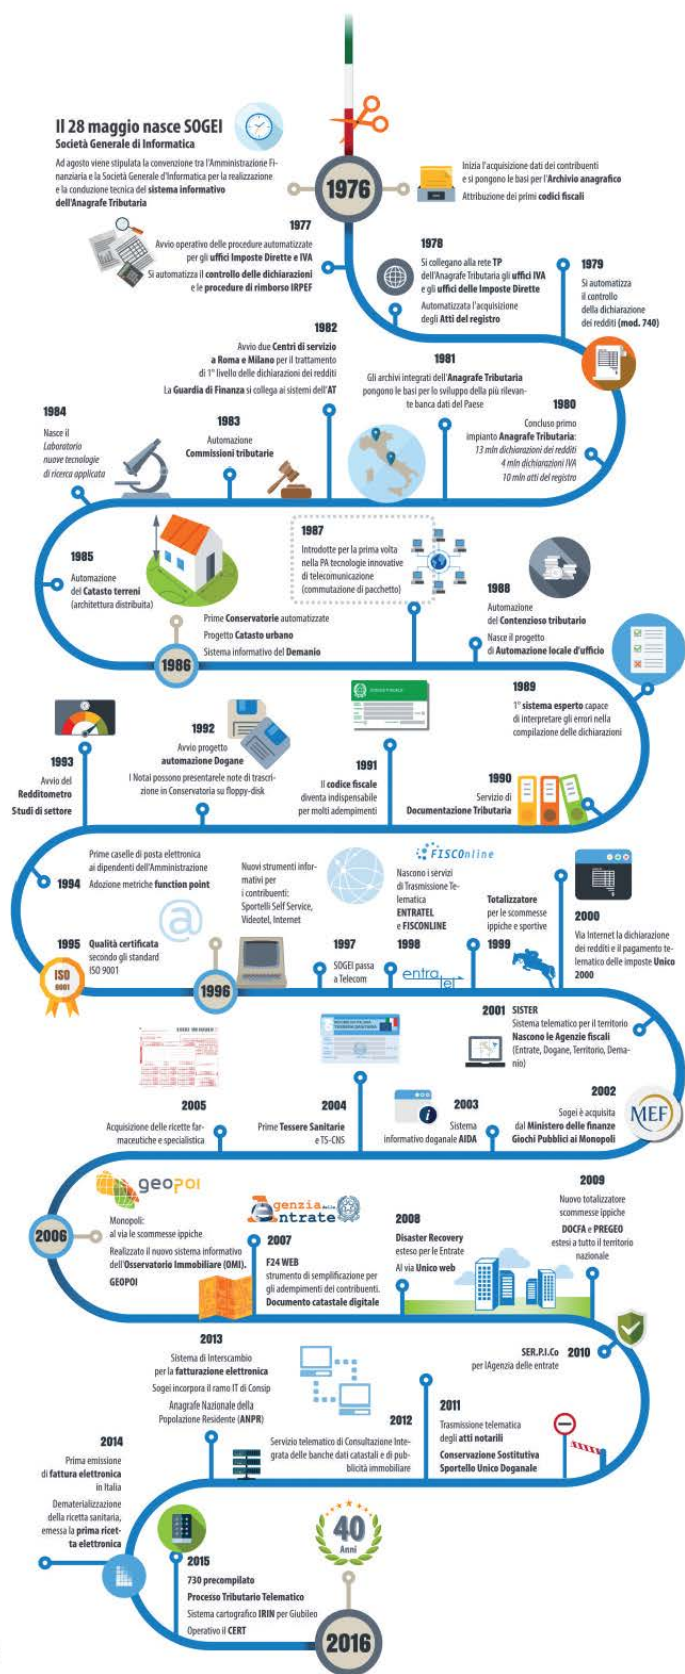 Il 28 maggio nasce SOGEI
Società Generale di Informatica
Ad agosto viene stipulata la convenzione tra l'Amministrazione Fi-
nanziaria e la Società Generale d'Informatica per la realizzazione
e la conduzione tecnica del sistema informativo
dell'Anagrafe Tributaria
1976
Inizia l'acquisizione dati dei contribuenti
e si pongono le basi per l'Archivio anagrafico
Attribuzione dei primi codici fiscali
1977
Avvio operativo delle procedure automatizzate
per gli uffici Imposte Dirette e IVA
Si automatizza il controllo delle dichiarazioni
e le procedure di rimborso IRPEF
1978
Si collegano alla rete TP
dell'Anagrafe Tributaria gli uffici IVA
e gli uffici delle Imposte Dirette
Automatizzata l'acquisizione
degli Atti del registro
1979
Si automatizza
il controllo
della dichiarazione
dei redditi (mod. 740)
1980
Concluso primo
impianto Anagrafe Tributaria:
13 mln dichiarazioni dei redditi
4 mln dichiarazioni IVA
10 mln atti del registro
1981
Gli archivi integrati dell'Anagrafe Tributaria
pongono le basi per lo sviluppo della più rilevan-
te banca dati del Paese
1982
Avvio due Centri di servizio
a Roma e Milano per il trattamento
di 1° livello delle dichiarazioni dei redditi
La Guardia di Finanza si collega ai sistemi dell'AT
1983
Automazione
Commissioni tributarie
1984
Nasce il
Laboratorio
nuove tecnologie
di ricerca applicata
1985
Automazione
del Catasto terreni
(architettura distribuita)
1986
Prime Conservatorie automatizzate
Progetto Catasto urbano
Sistema informativo del Demanio
1987
Introdotte per la prima volta
nella PA tecnologie innovative
di telecomunicazione
(commutazione di pacchetto)
1988
Automazione
del Contenzioso tributario
Nasce il progetto
di Automazione locale d'ufficio
1989
1° sistema esperto capace
di interpretare gli errori nella
compilazione delle dichiarazioni
1990
Servizio di
Documentazione Tributaria
1991
Il codice fiscale
diventa indispensabile
per molti adempimenti
1992
Avvio progetto
automazione Dogane
I Notai possono presentarele note di trascri-
zione in Conservatoria su floppy-disk
1993
Avvio del
Redditometro
Studi di settore
1994
Prime caselle di posta elettronica
ai dipendenti dell'Amministrazione
Adozione metriche function point
@
1995
Qualità certificata
secondo gli standard
ISO 9001
ISO
9001
1996
Nuovi strumenti infor-
mativi per
i contribuenti:
Sportelli Self Service,
Videotel, Internet
1997
SOGEI passa
a Telecom
FISCOnline
Nascono i servizi
di Trasmissione Te-
lematica
ENTRATEL
e FISCONLINE
1998
entratel
Totalizzatore
per le scommesse
ippiche e sportive
1999
2000
Via Internet la dichiarazione
dei redditi e il pagamento te-
lematico delle imposte Unico
2000
2001 SISTER
Sistema telematico per il territorio
Nascono le Agenzie fiscali
(Entrate, Dogane, Territorio, Dema-
nio)
2002
Sogei è acquisita
dal Ministero delle finanze
Giochi Pubblici ai Monopoli
MEF
2003
Sistema
informativo doganale AIDA
2004
Prime Tessere Sanitarie
e TS-CNS
2005
Acquisizione delle ricette far-
maceutiche e specialistica
2006
geopoi
Monopoli:
al via le scommesse ippiche
Realizzato il nuovo sistema informativo
dell'Osservatorio Immobiliare (OMI).
GEOPOI
Agenzia delle
Entrate
2007
F24 WEB
strumento di semplificazione per
gli adempimenti dei contribuenti.
Documento catastale digitale
2008
Disaster Recovery
esteso per le Entrate
Al via Unico web
2009
Nuovo totalizzatore
scommesse ippiche
DOCFA e PREGEO
estesi a tutto il territorio
nazionale
SER.P.I.Co 2010
per lAgenzia delle entrate
2011
Trasmissione telematica
degli atti notarili
Conservazione Sostitutiva
Sportello Unico Doganale
2012
Servizio telematico di Consultazione Inte-
grata delle banche dati catastali e di pub-
blicità immobiliare
2013
Sistema di Interscambio
per la fatturazione elettronica
Sogei incorpora il ramo IT di Consip
Anagrafe Nazionale della
Popolazione Residente (ANPR)
2014
Prima emissione
di fattura elettronica
in Italia
Dematerializzazione
della ricetta sanitaria,
emessa la prima ricet-
ta elettronica
2015
730 precompilato
Processo Tributario Telematico
Sistema cartografico IRIN per Giubileo
Operativo il CERT
40
Anni
2016